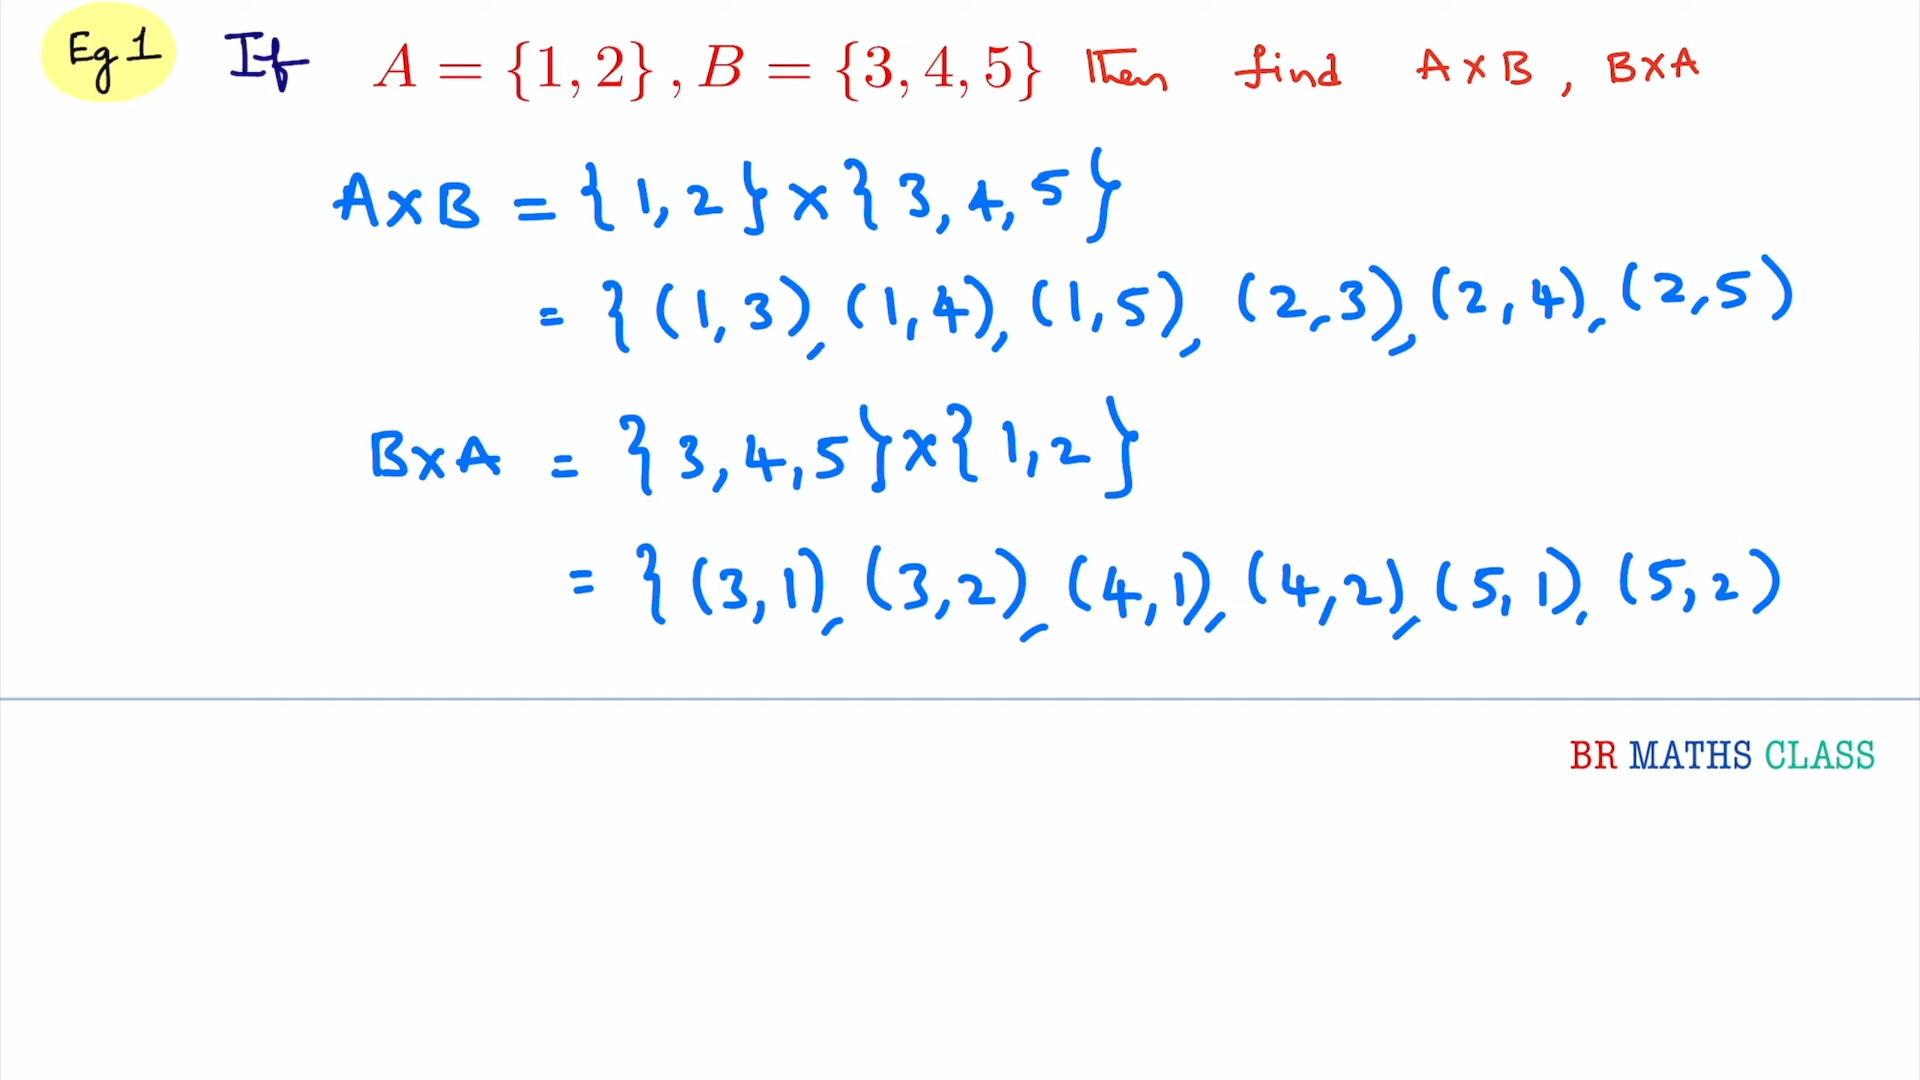 Eg 1 If A = {1, 2} , B = {3, 4, 5} Then find A x B , B x A
A x B = {1, 2} x {3, 4, 5}
= {(1, 3), (1, 4), (1, 5), (2, 3), (2, 4), (2, 5)
B x A = {3, 4, 5} x {1, 2}
= {(3, 1), (3, 2), (4, 1), (4, 2), (5, 1), (5, 2)
BR MATHS CLASS